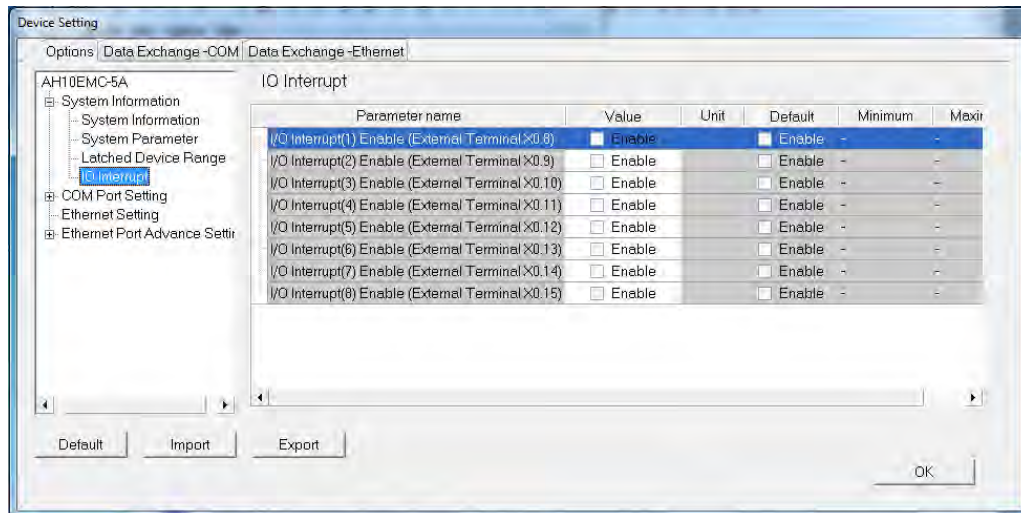 Device Setting
Options Data Exchange -COM Data Exchange -Ethernet
AH10EMC-5A
System Information
System Information
System Parameter
Latched Device Range
IO Interrupt
COM Port Setting
Ethernet Setting
Ethernet Port Advance Settir
IO Interrupt
Parameter name Value Unit Default Minimum Maxir
I/O Interrupt(1) Enable (External Terminal X0.8) Enable Enable - -
I/O Interrupt(2) Enable (External Terminal X0.9) Enable Enable - -
I/O Interrupt(3) Enable (External Terminal X0.10) Enable Enable - -
I/O Interrupt(4) Enable (External Terminal X0.11) Enable Enable - -
I/O Interrupt(5) Enable (External Terminal X0.12) Enable Enable - -
I/O Interrupt(6) Enable (External Terminal X0.13) Enable Enable - -
I/O Interrupt(7) Enable (External Terminal X0.14) Enable Enable - -
I/O Interrupt(8) Enable (External Terminal X0.15) Enable Enable - -
Default Import Export
OK